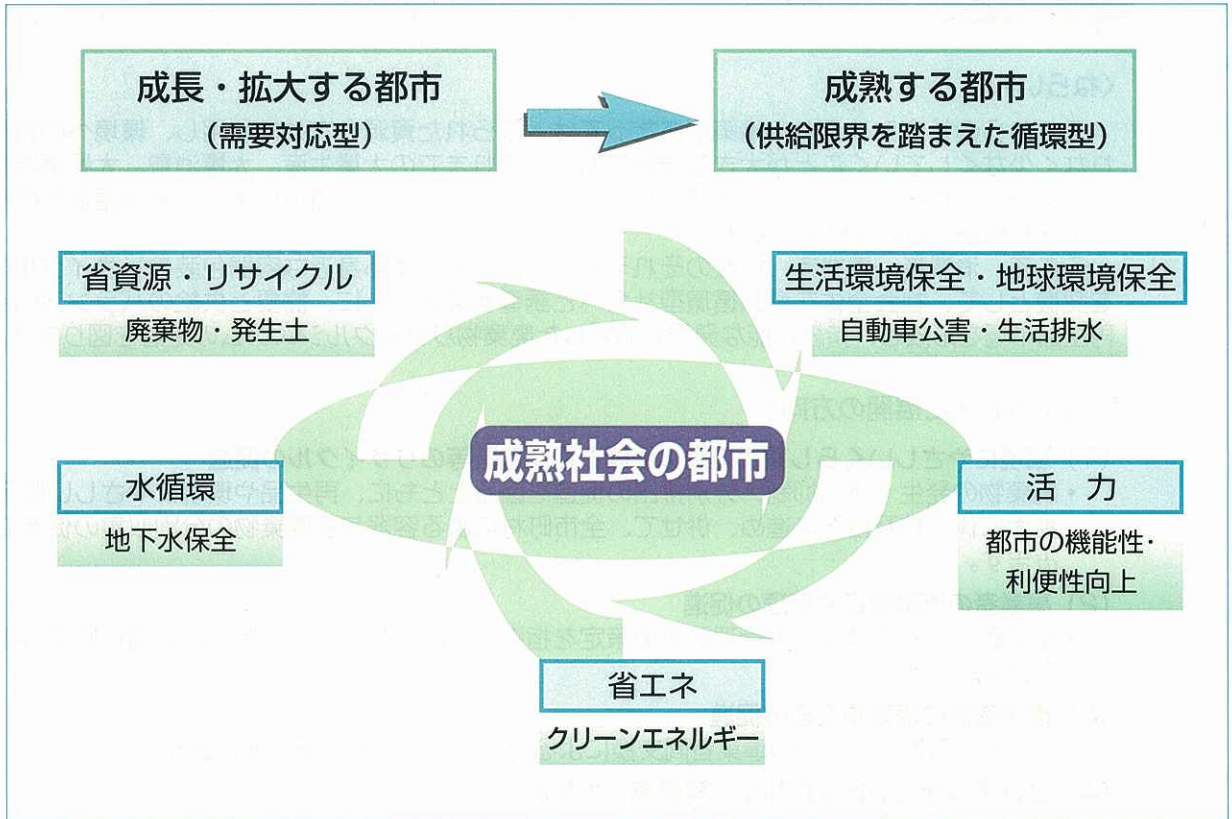 成長・拡大する都市
（需要対応型）
成熟する都市
（供給限界を踏まえた循環型）
省資源・リサイクル
廃棄物・発生土
生活環境保全・地球環境保全
自動車公害・生活排水
成熟社会の都市
水循環
地下水保全
活 力
都市の機能性・
利便性向上
省エネ
クリーンエネルギー